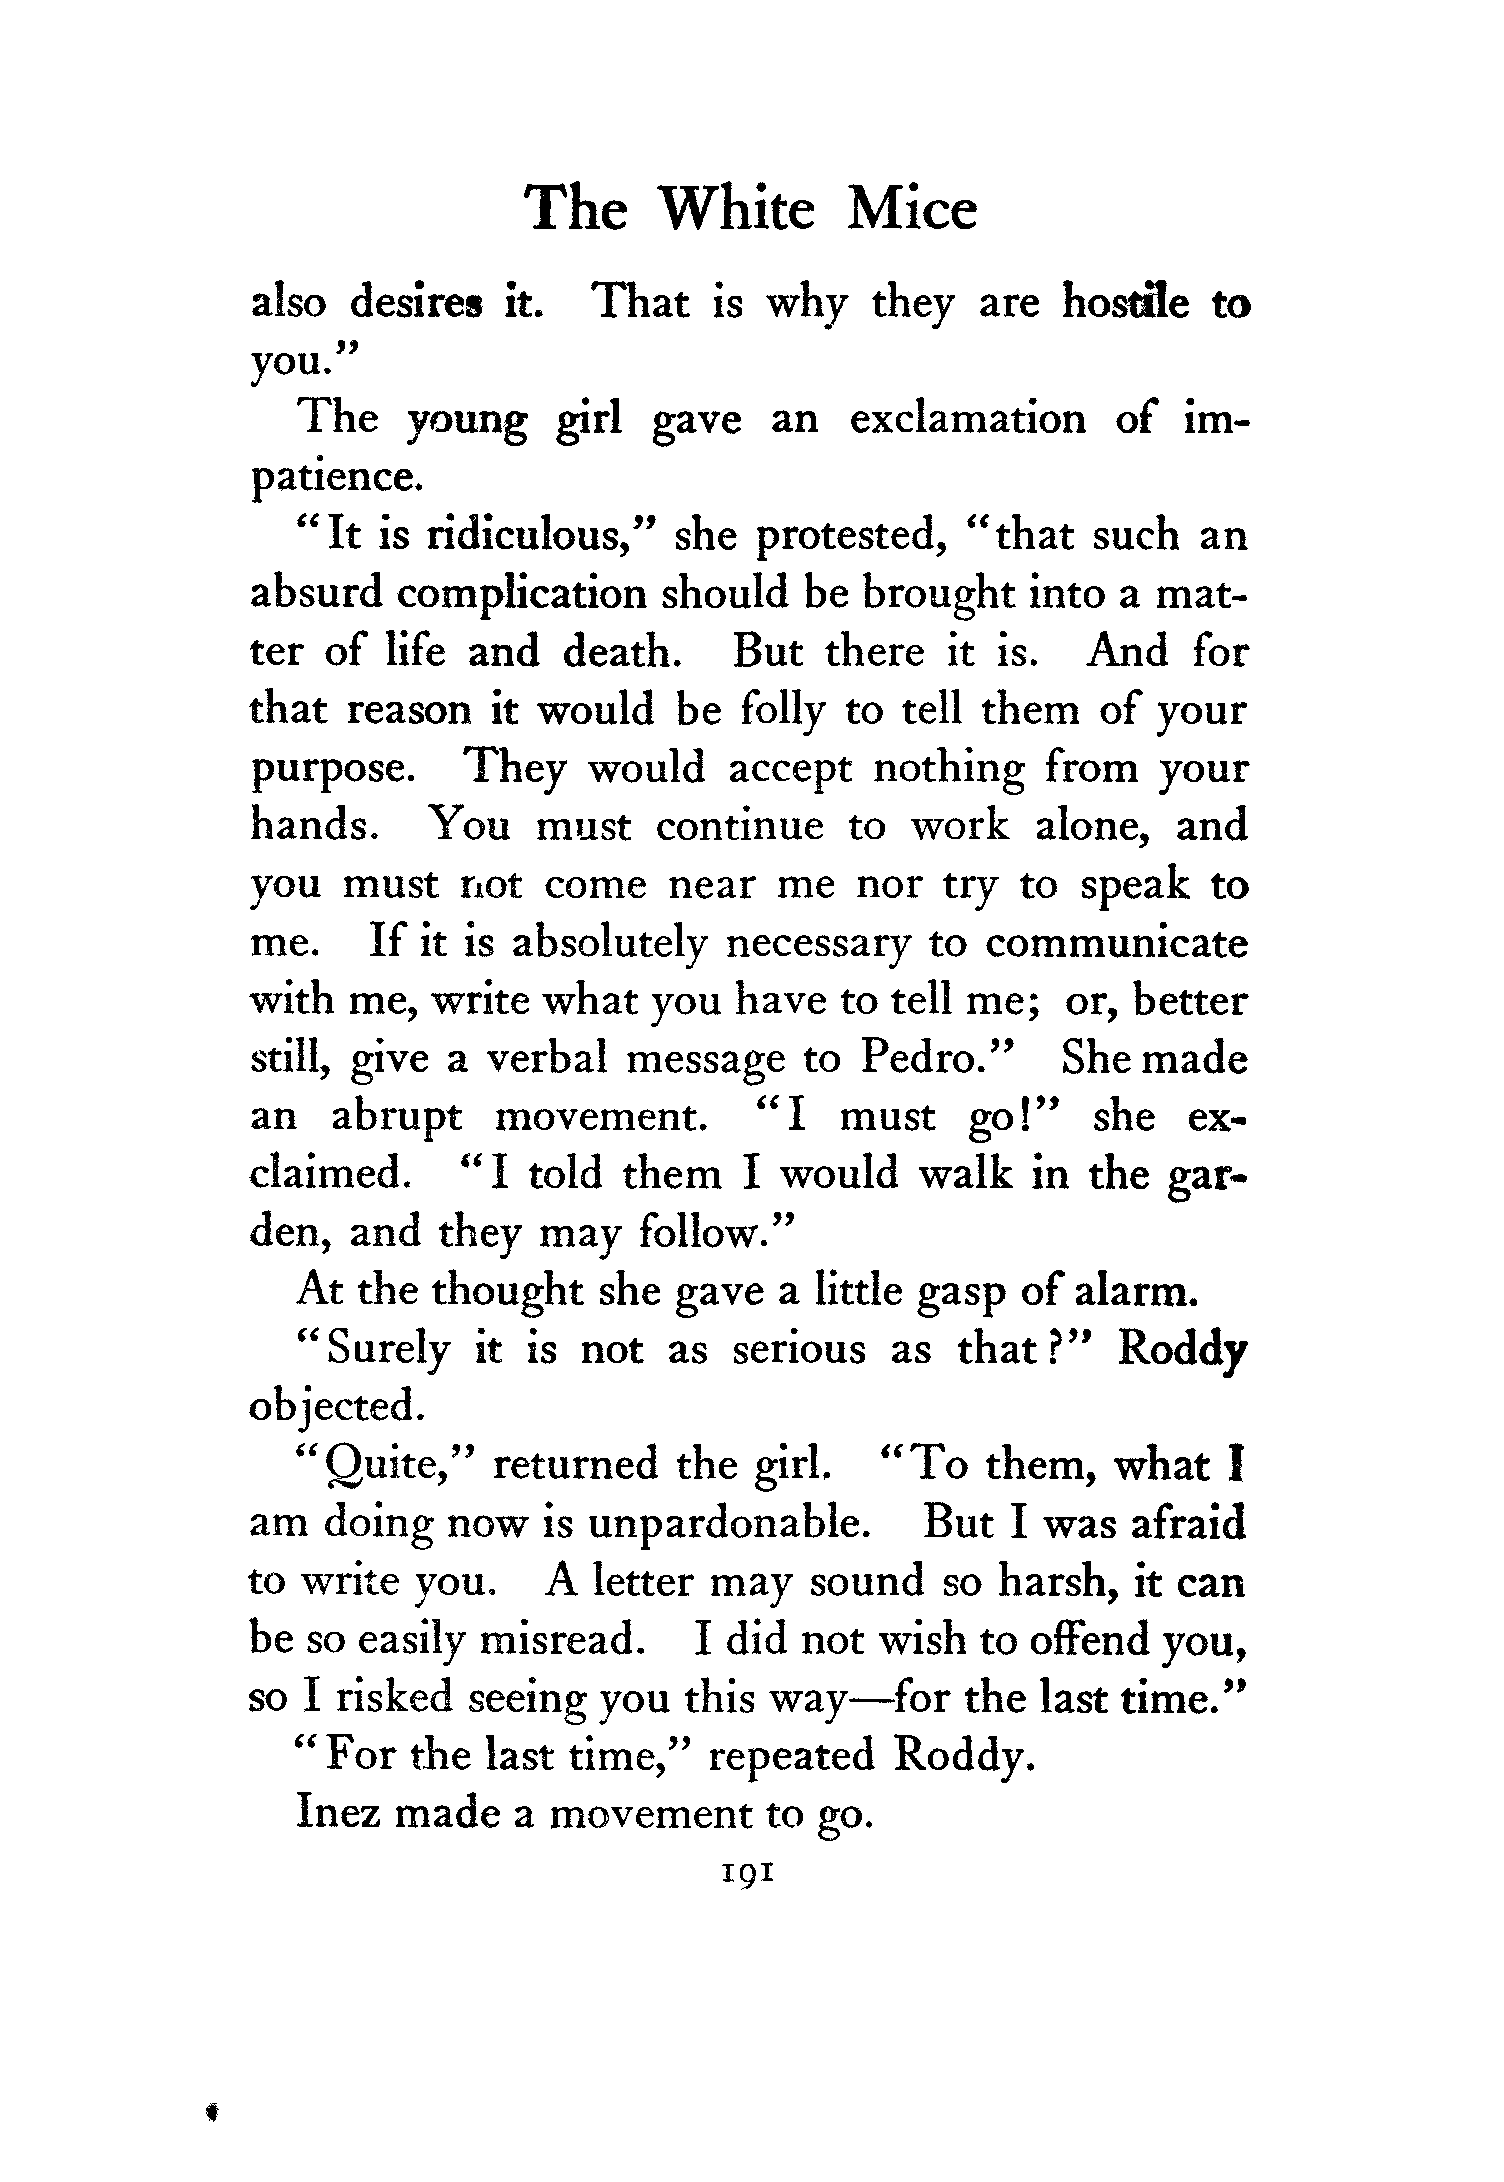 The White Mice
also desires it. That is why they are hostile to
you."
The young girl gave an exclamation of im-
patience.
"It is ridiculous," she protested, "that such an
absurd complication should be brought into a mat-
ter of life and death. But there it is. And for
that reason it would be folly to tell them of your
purpose. They would accept nothing from your
hands. You must continue to work alone, and
you must not come near me nor try to speak to
me. If it is absolutely necessary to communicate
with me, write what you have to tell me; or, better
still, give a verbal message to Pedro." She made
an abrupt movement. "I must go!" she ex-
claimed. "I told them I would walk in the gar-
den, and they may follow."
At the thought she gave a little gasp of alarm.
"Surely it is not as serious as that?" Roddy
objected.
"Quite," returned the girl. "To them, what I
am doing now is unpardonable. But I was afraid
to write you. A letter may sound so harsh, it can
be so easily misread. I did not wish to offend you,
so I risked seeing you this way—for the last time."
"For the last time," repeated Roddy.
Inez made a movement to go.
191